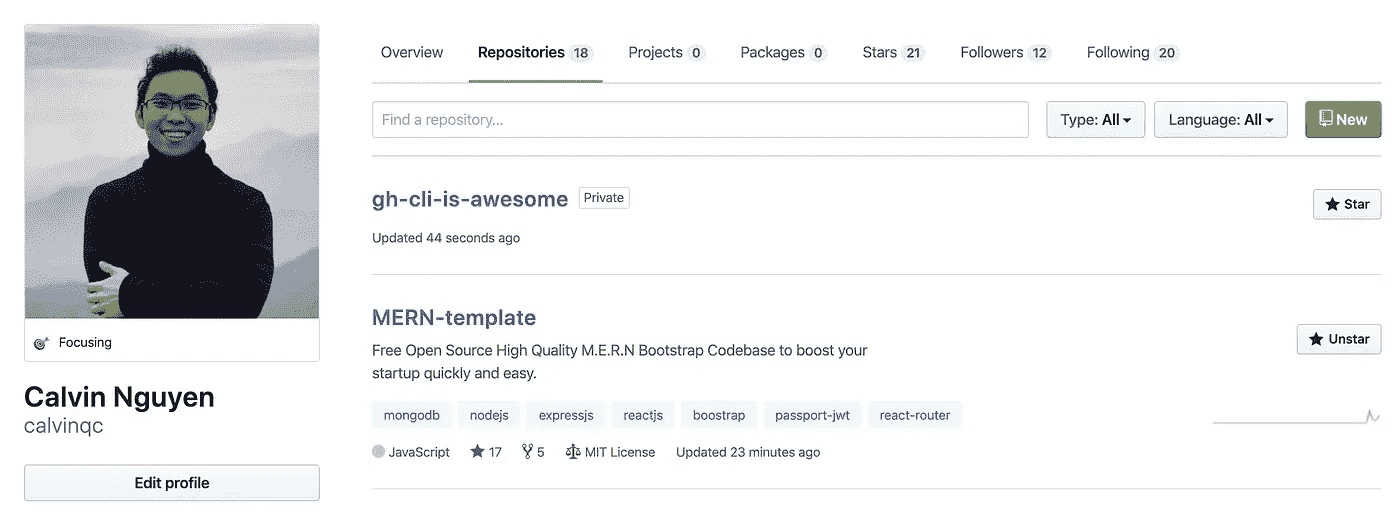 Overview Repositories 18 Projects 0 Packages 0 Stars 21 Followers 12 Following 20
Find a repository...
Type: All
Language: All
New
gh-cli-is-awesome Private
Star
Updated 44 seconds ago
MERN-template
Free Open Source High Quality M.E.R.N Bootstrap Codebase to boost your
startup quickly and easy.
Unstar
mongodb nodejs expressjs reactjs boostrap passport-jwt react-router
JavaScript 17 5 MIT License Updated 23 minutes ago
Focusing
Calvin Nguyen
calvinqc
Edit profile